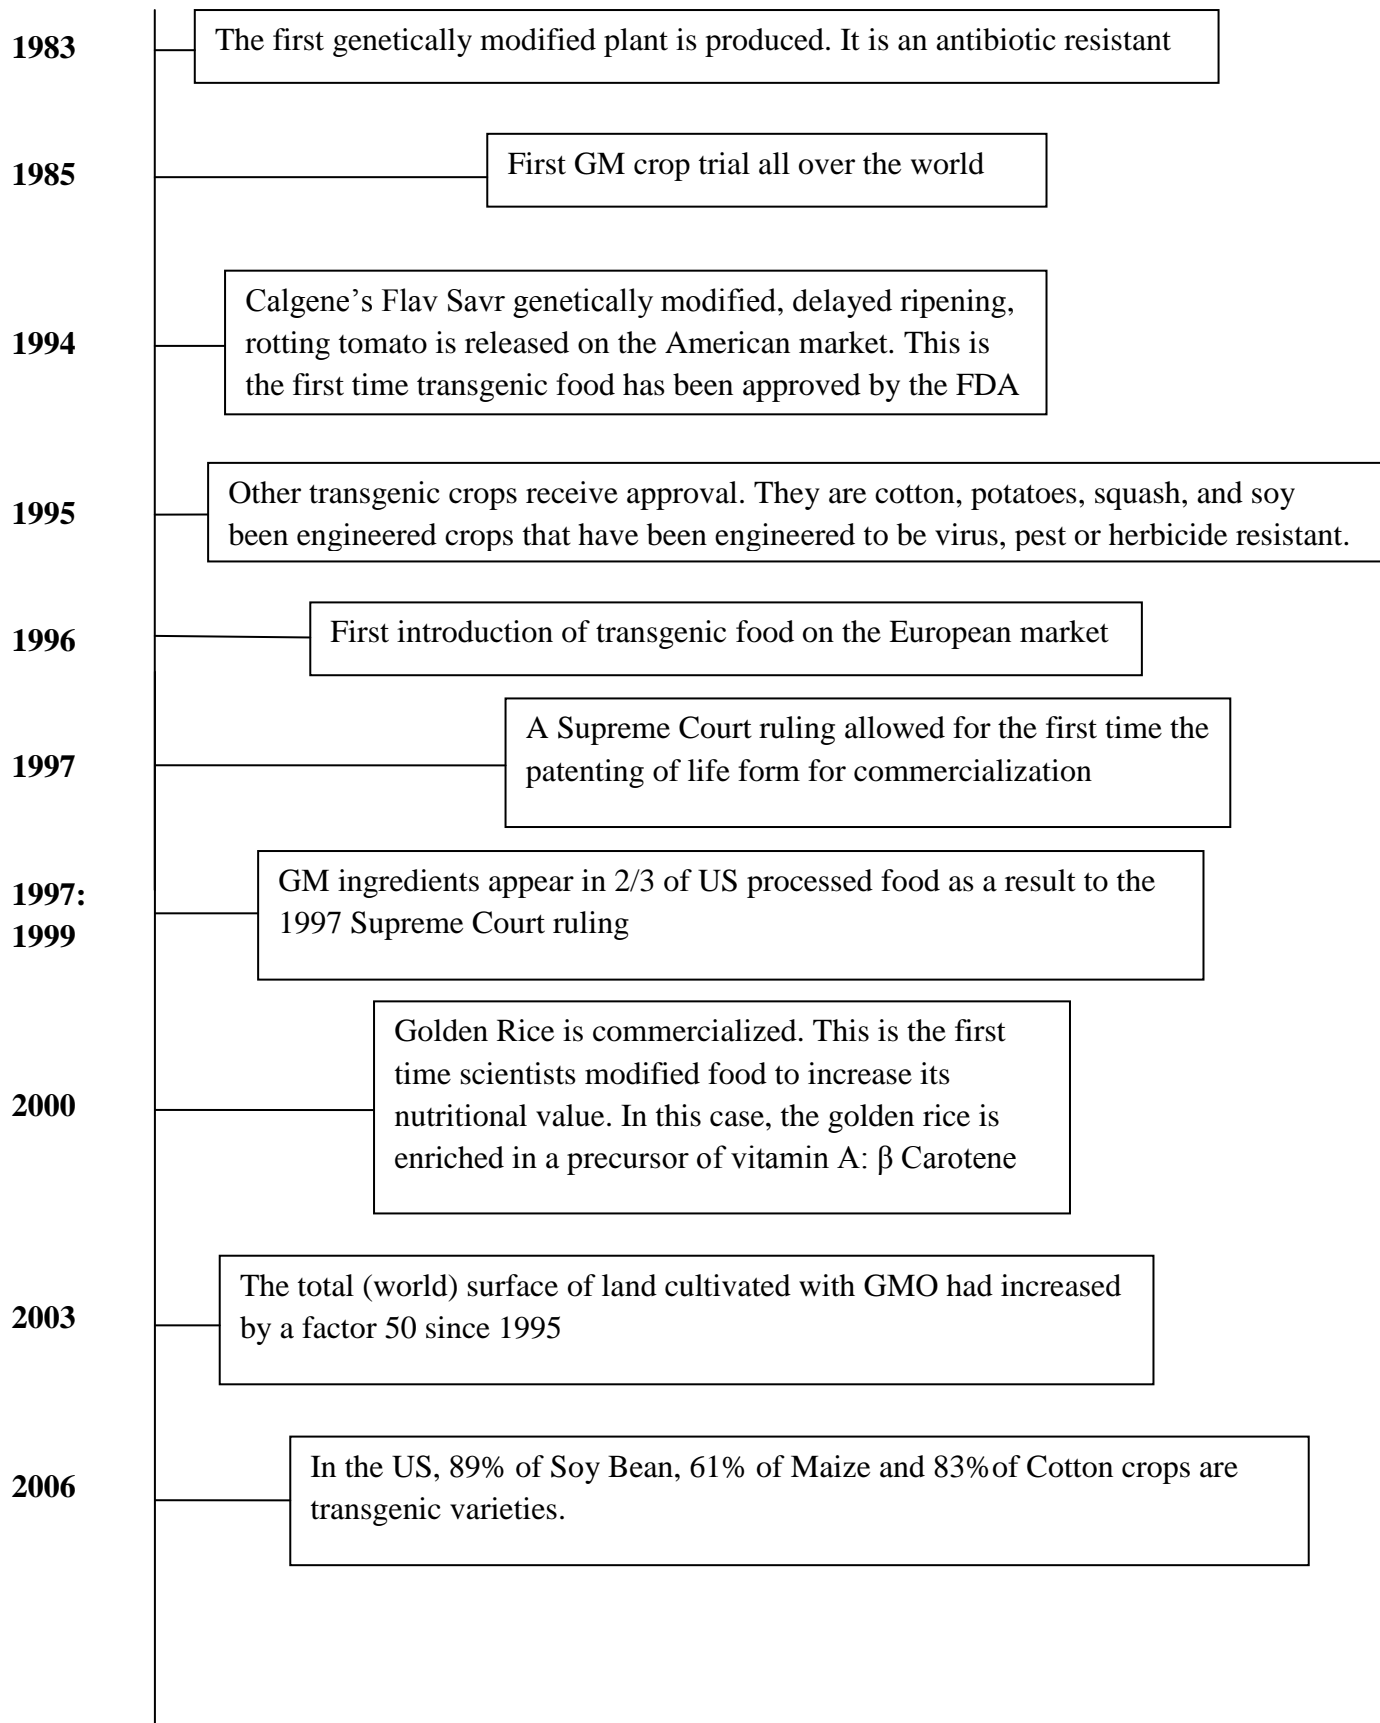 1983
The first genetically modified plant is produced. It is an antibiotic resistant
1985
First GM crop trial all over the world
1994
Calgene’s Flav Savr genetically modified, delayed ripening,
rotting tomato is released on the American market. This is
the first time transgenic food has been approved by the FDA
1995
Other transgenic crops receive approval. They are cotton, potatoes, squash, and soy
been engineered crops that have been engineered to be virus, pest or herbicide resistant.
1996
First introduction of transgenic food on the European market
1997
A Supreme Court ruling allowed for the first time the
patenting of life form for commercialization
1997:
1999
GM ingredients appear in 2/3 of US processed food as a result to the
1997 Supreme Court ruling
2000
Golden Rice is commercialized. This is the first
time scientists modified food to increase its
nutritional value. In this case, the golden rice is
enriched in a precursor of vitamin A: β Carotene
2003
The total (world) surface of land cultivated with GMO had increased
by a factor 50 since 1995
2006
In the US, 89% of Soy Bean, 61% of Maize and 83%of Cotton crops are
transgenic varieties.